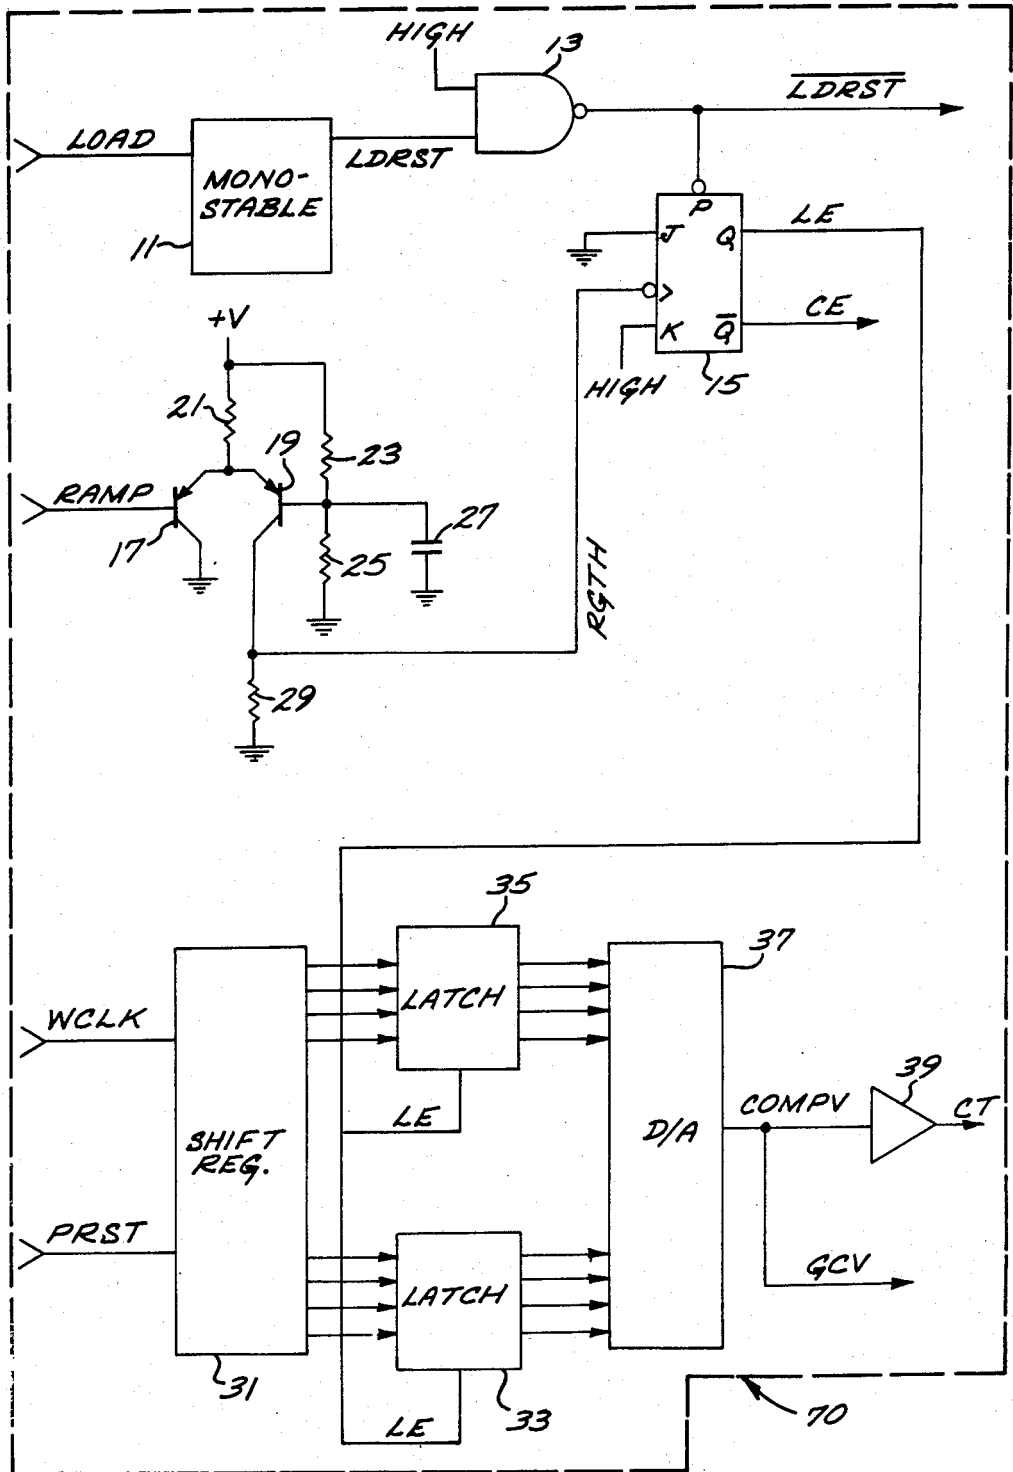 HIGH
13
LDRST
LOAD
LDRST
MONO-
STABLE
11
P
J
Q
LE
>
K
Q
CE
HIGH
15
+V
21
19
23
RAMP
17
25
27
RGTH
29
35
37
LATCH
WCLK
39
LE
COMPV
CT
D/A
SHIFT
REG.
PRST
GCV
LATCH
31
33
LE
70